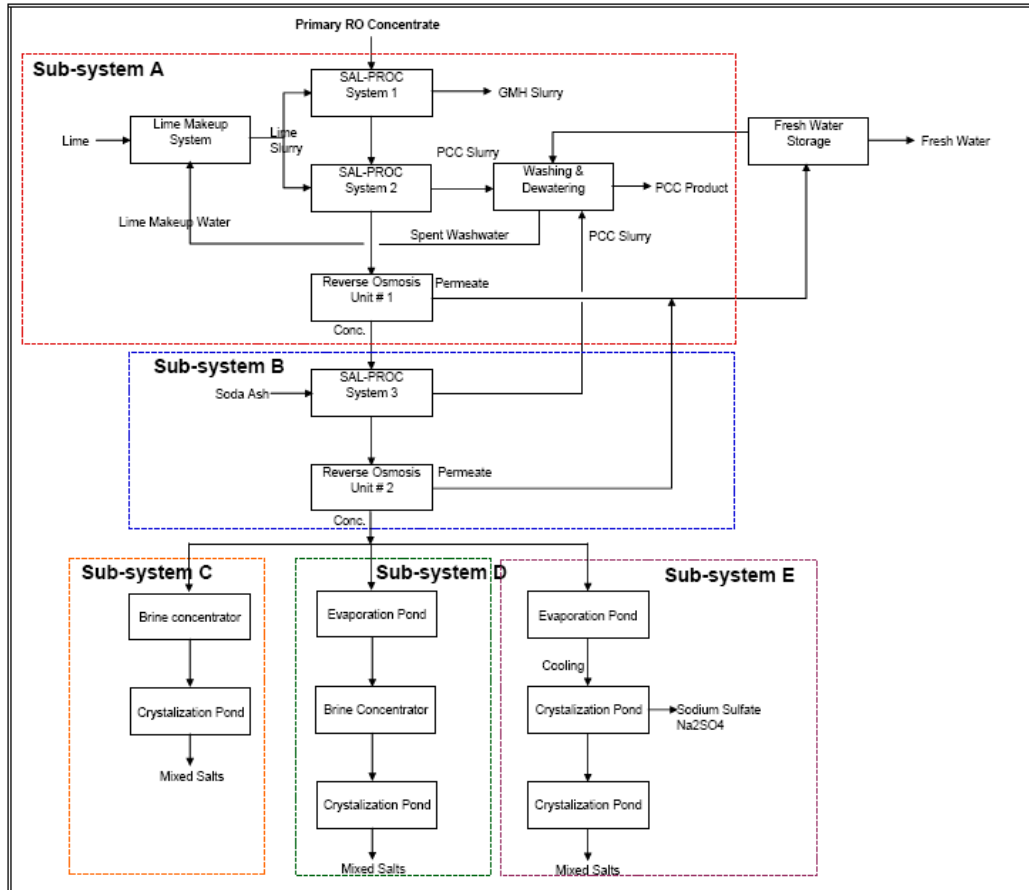 Primary RO Concentrate
Sub-system A
SAL-PROC
System 1
GMH Slurry
Lime
Lime Makeup
System
Lime
Slurry
Fresh Water
Storage
Fresh Water
PCC Slurry
SAL-PROC
System 2
Washing &
Dewatering
PCC Product
Lime Makeup Water
Spent Washwater
PCC Slurry
Reverse Osmosis
Unit # 1
Permeate
Conc.
Sub-system B
Soda Ash
SAL-PROC
System 3
Reverse Osmosis
Unit # 2
Permeate
Conc.
Sub-system C
Brine concentrator
Crystalization Pond
Mixed Salts
Sub-system D
Evaporation Pond
Brine Concentrator
Crystalization Pond
Mixed Salts
Sub-system E
Evaporation Pond
Cooling
Crystalization Pond
Sodium Sulfate
Na2SO4
Crystalization Pond
Mixed Salts